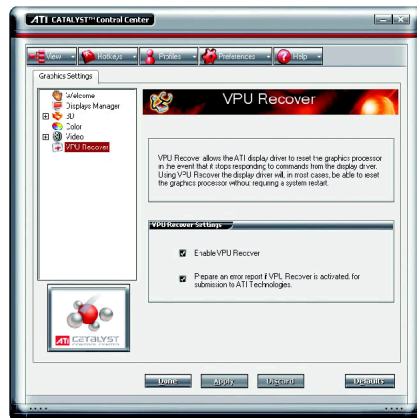 ATI CATALYST™ Control Center
View
Hotkeys
Profiles
Preferences
Help
Graphics Settings
Welcome
Displays Manager
3D
Color
Video
VPU Recover
VPU Recover
VPU Recover allows the ATI display driver to reset the graphics processor
in the event that it stops responding to commands from the display driver.
Using VPU Recover the display driver will, in most cases, be able to reset
the graphics processor without requiring a system restart.
VPU Recover Settings
Enable VPU Recover
Prepare an error report if VPU Recover is activated, for
submission to ATI Technologies.
ATI CATALYST
CONTROL CENTER
Done
Apply
Discard
Defaults